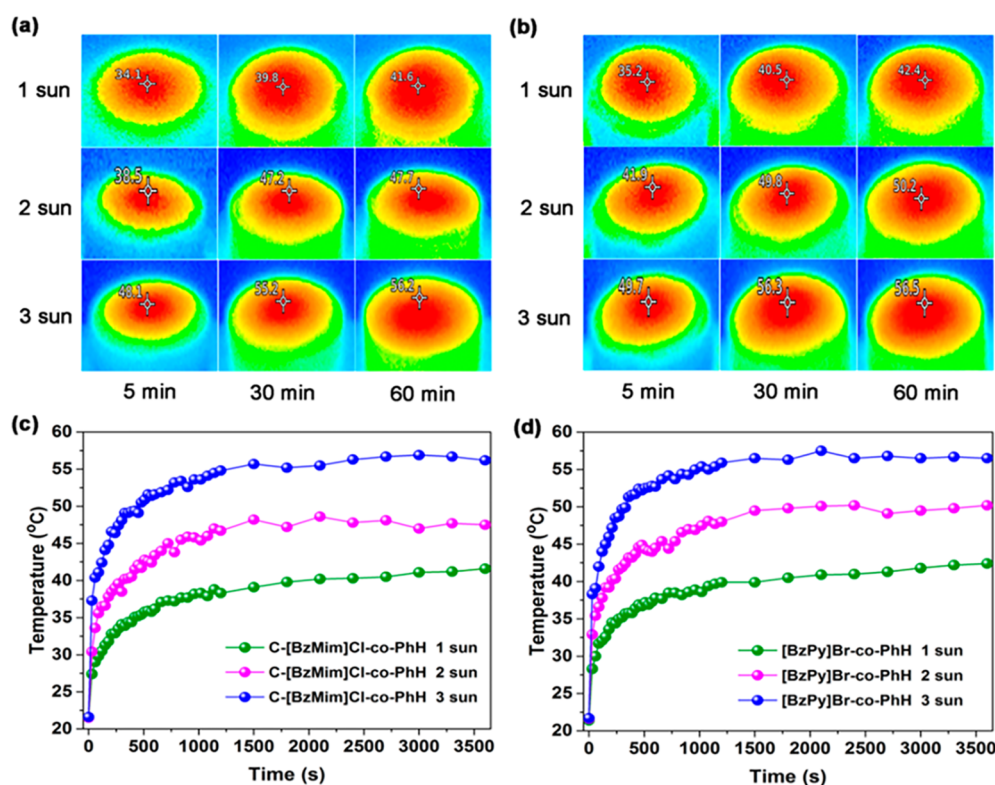 (a)
1 sun
34.1 39.8 41.6
2 sun
38.5 47.2 47.7
3 sun
48.1 55.2 56.2
5 min 30 min 60 min
(b)
1 sun
35.2 40.5 42.4
2 sun
41.9 49.8 50.2
3 sun
49.7 56.3 56.5
5 min 30 min 60 min
(c)
Temperature (°C)
60
55
50
45
40
35
30
25
20
C-[BzMim]Cl-co-PhH 1 sun
C-[BzMim]Cl-co-PhH 2 sun
C-[BzMim]Cl-co-PhH 3 sun
0 500 1000 1500 2000 2500 3000 3500
Time (s)
(d)
Temperature (°C)
60
55
50
45
40
35
30
25
20
[BzPy]Br-co-PhH 1 sun
[BzPy]Br-co-PhH 2 sun
[BzPy]Br-co-PhH 3 sun
0 500 1000 1500 2000 2500 3000 3500
Time (s)